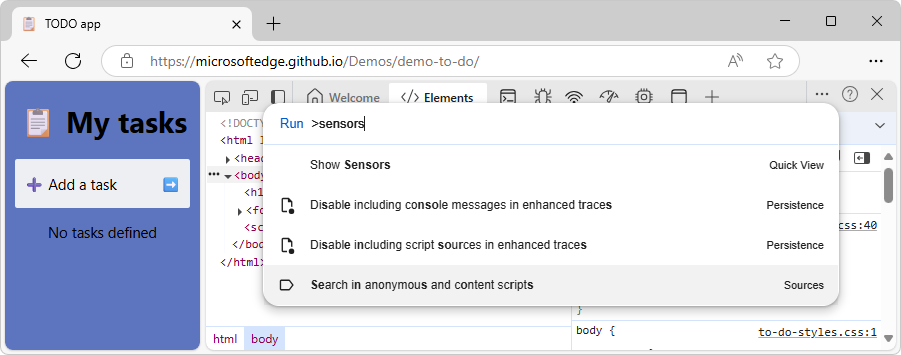 TODO app
https://microsoftedge.github.io/Demos/demo-to-do/
My tasks
Add a task
No tasks defined
Welcome
Elements
Run >sensors
Show Sensors Quick View
Disable including console messages in enhanced traces Persistence
Disable including script sources in enhanced traces Persistence
Search in anonymous and content scripts Sources
<!DOCTY
<html l
<head
<body
<h1
<fo
<sc
</body
</html>
css:40
}
body {
to-do-styles.css:1
html body